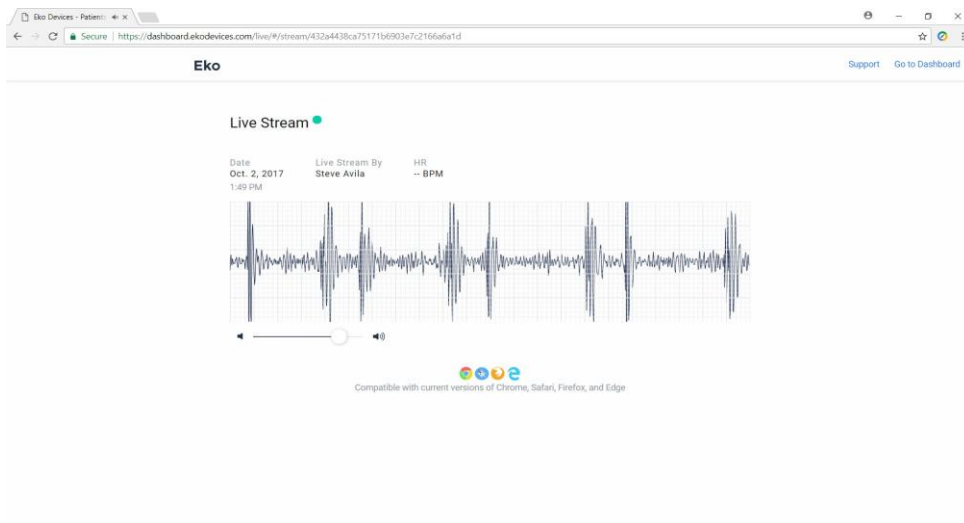 Eko Devices - Patient
Secure | https://dashboard.ekodevices.com/live/#/stream/432a4438ca75171b6903e7c2166a6a1d
Eko
Support Go to Dashboard
Live Stream
Date Live Stream By HR
Oct. 2, 2017 Steve Avila -- BPM
1:49 PM
Compatible with current versions of Chrome, Safari, Firefox, and Edge